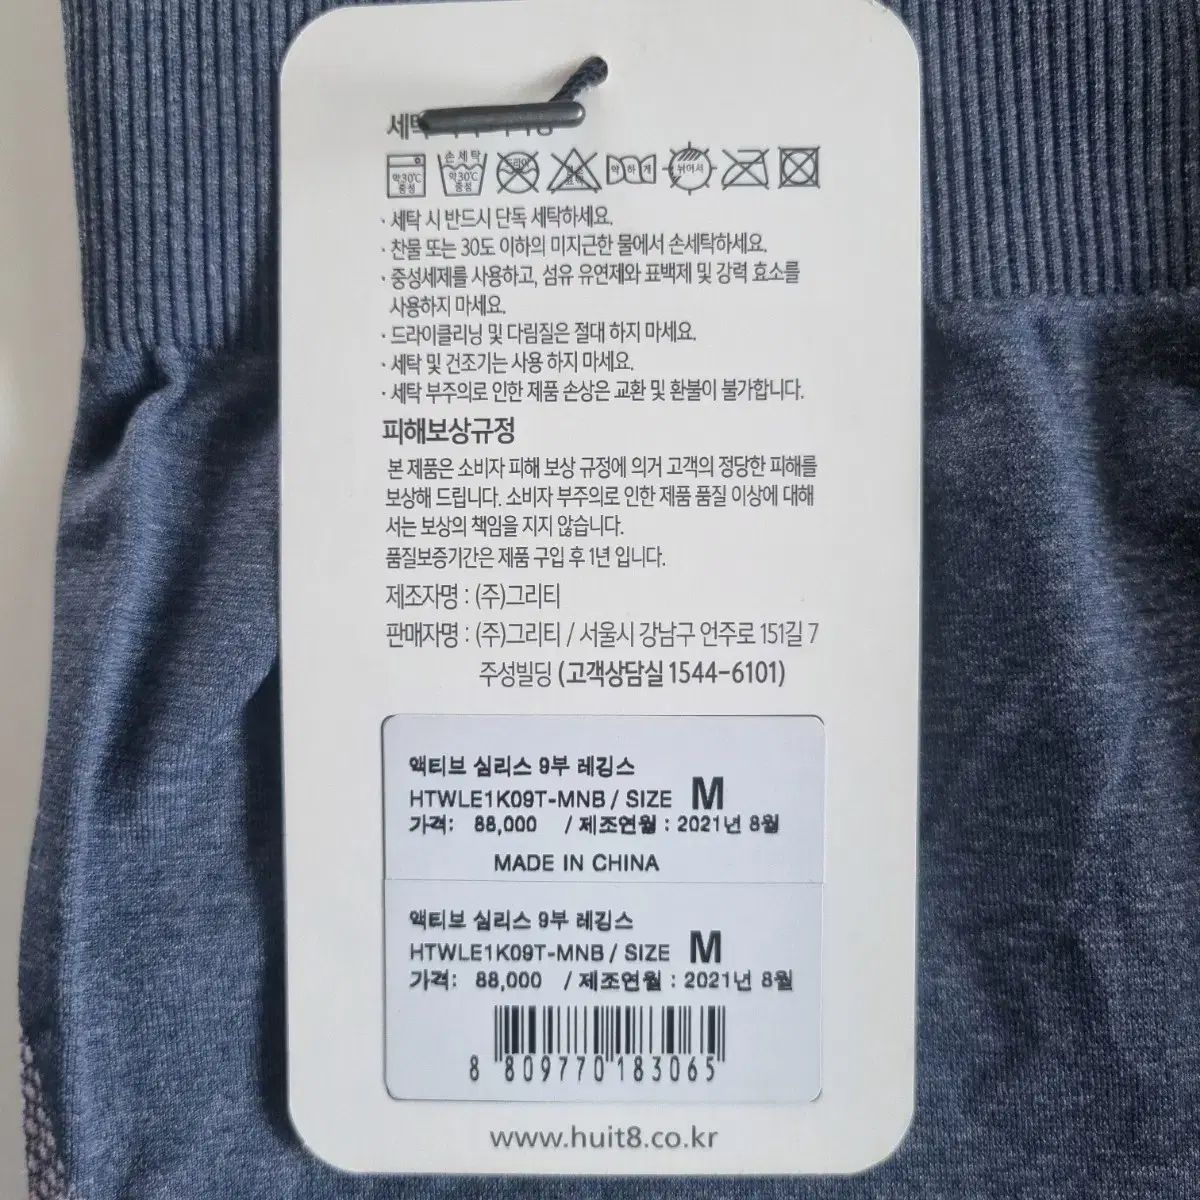 손세탁
약30℃
중성
약30℃
중성
드라이
약하게
뉘어서
· 세탁 시 반드시 단독 세탁하세요.
· 찬물 또는 30도 이하의 미지근한 물에서 손세탁하세요.
· 중성세제를 사용하고, 섬유 유연제와 표백제 및 강력 효소를
사용하지 마세요.
· 드라이클리닝 및 다림질은 절대 하지 마세요.
· 세탁 및 건조기는 사용 하지 마세요.
· 세탁 부주의로 인한 제품 손상은 교환 및 환불이 불가합니다.
피해보상규정
본 제품은 소비자 피해 보상 규정에 의거 고객의 정당한 피해를
보상해 드립니다. 소비자 부주의로 인한 제품 품질 이상에 대해
서는 보상의 책임을 지지 않습니다.
품질보증기간은 제품 구입 후 1년 입니다.
제조자명 : (주)그리티
판매자명 : (주)그리티 / 서울시 강남구 언주로 151길 7
주성빌딩 (고객상담실 1544-6101)
액티브 심리스 9부 레깅스
HTWLE1K09T-MNB / SIZE M
가격: 88,000 / 제조연월 : 2021년 8월
MADE IN CHINA
액티브 심리스 9부 레깅스
HTWLE1K09T-MNB / SIZE M
가격: 88,000 / 제조연월 : 2021년 8월
8 809770 183065
www.huit8.co.kr